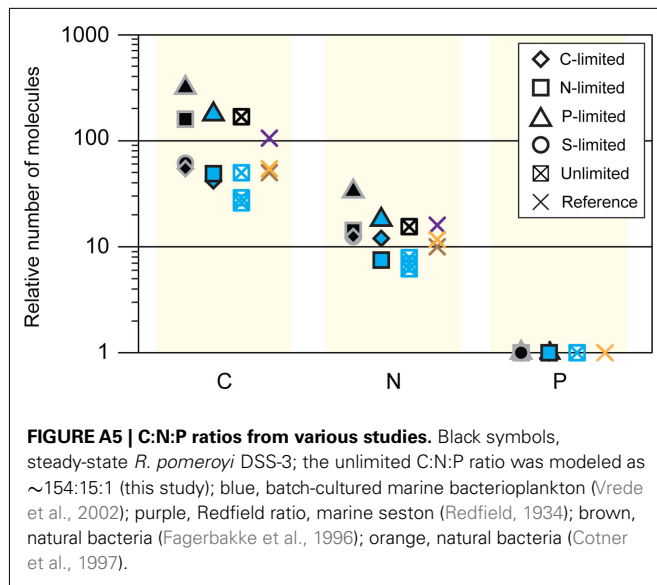 1000
100
10
1
Relative number of molecules
C
N
P
C-limited
N-limited
P-limited
S-limited
Unlimited
Reference
FIGURE A5 | C:N:P ratios from various studies. Black symbols,
steady-state R. pomeroyi DSS-3; the unlimited C:N:P ratio was modeled as
∼154:15:1 (this study); blue, batch-cultured marine bacterioplankton (Vrede
et al., 2002); purple, Redfield ratio, marine seston (Redfield, 1934); brown,
natural bacteria (Fagerbakke et al., 1996); orange, natural bacteria (Cotner
et al., 1997).